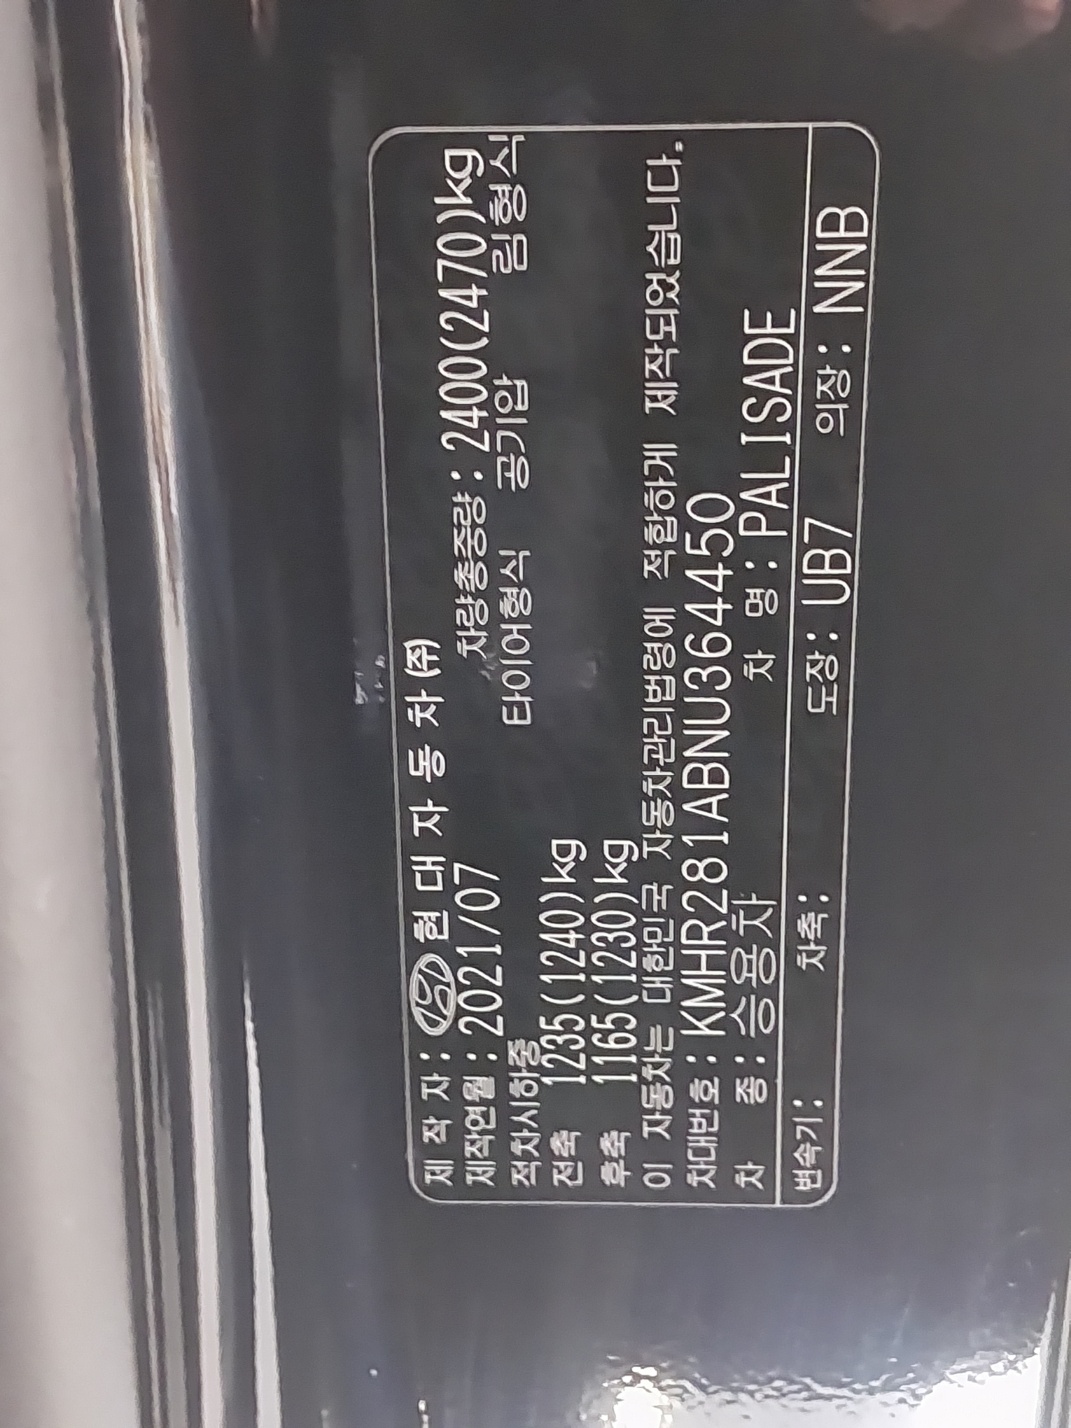 제 작 자 : 현 대 자 동 차 (주)
제작연월 : 2021/07 차량총중량 : 2400(2470)kg
적차시하중 타이어형식 공기압 림형식
전축 1235(1240)kg
후축 1165(1230)kg
이 자동차는 대한민국 자동차관리법령에 적합하게 제작되었습니다.
차대번호 : KMHR281ABNU364450
차 종 : 승용차 차 명 : PALISADE
변속기 : 차축 : 도장 : UB7 의장 : NNB